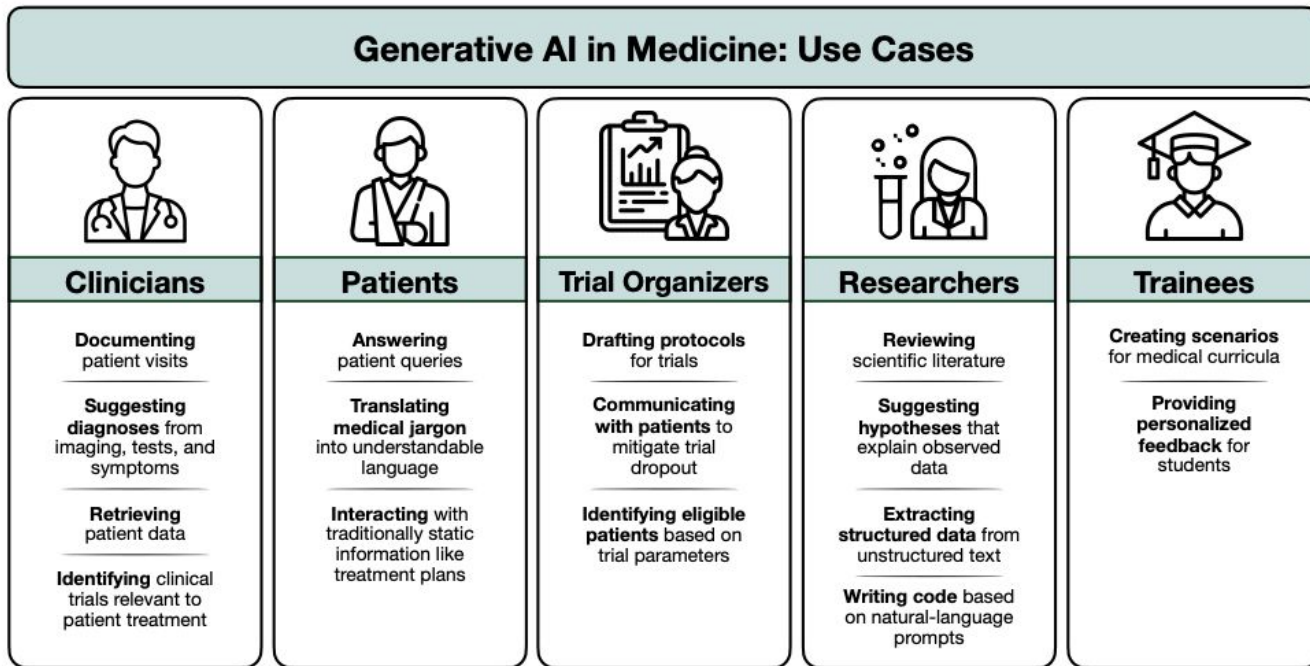 Generative AI in Medicine: Use Cases
Clinicians
Documenting
patient visits
Suggesting
diagnoses from
imaging, tests, and
symptoms
Retrieving
patient data
Identifying clinical
trials relevant to
patient treatment
Patients
Answering
patient queries
Translating
medical jargon
into understandable
language
Interacting with
traditionally static
information like
treatment plans
Trial Organizers
Drafting protocols
for trials
Communicating
with patients to
mitigate trial
dropout
Identifying eligible
patients based on
trial parameters
Researchers
Reviewing
scientific literature
Suggesting
hypotheses that
explain observed
data
Extracting
structured data from
unstructured text
Writing code based
on natural-language
prompts
Trainees
Creating scenarios
for medical curricula
Providing
personalized
feedback for
students